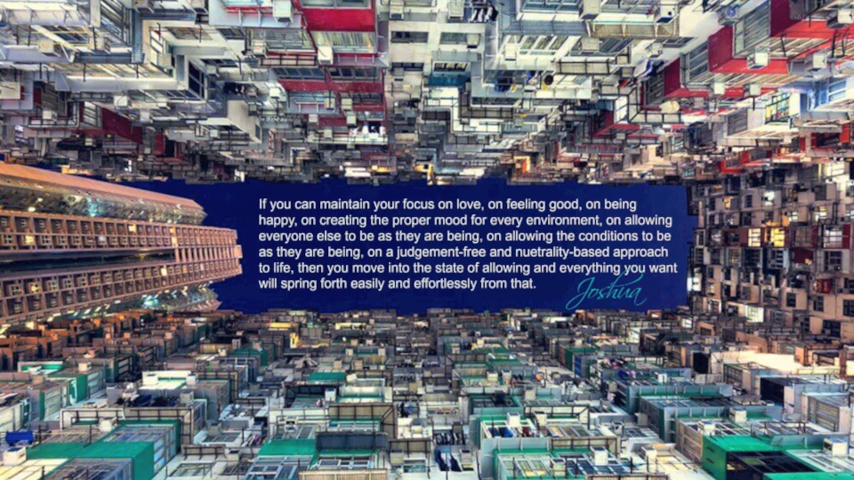 If you can maintain your focus on love, on feeling good, on being
happy, on creating the proper mood for every environment, on allowing
everyone else to be as they are being, on allowing the conditions to be
as they are being, on a judgement-free and nuetrality-based approach
to life, then you move into the state of allowing and everything you want
will spring forth easily and effortlessly from that.
Joshua